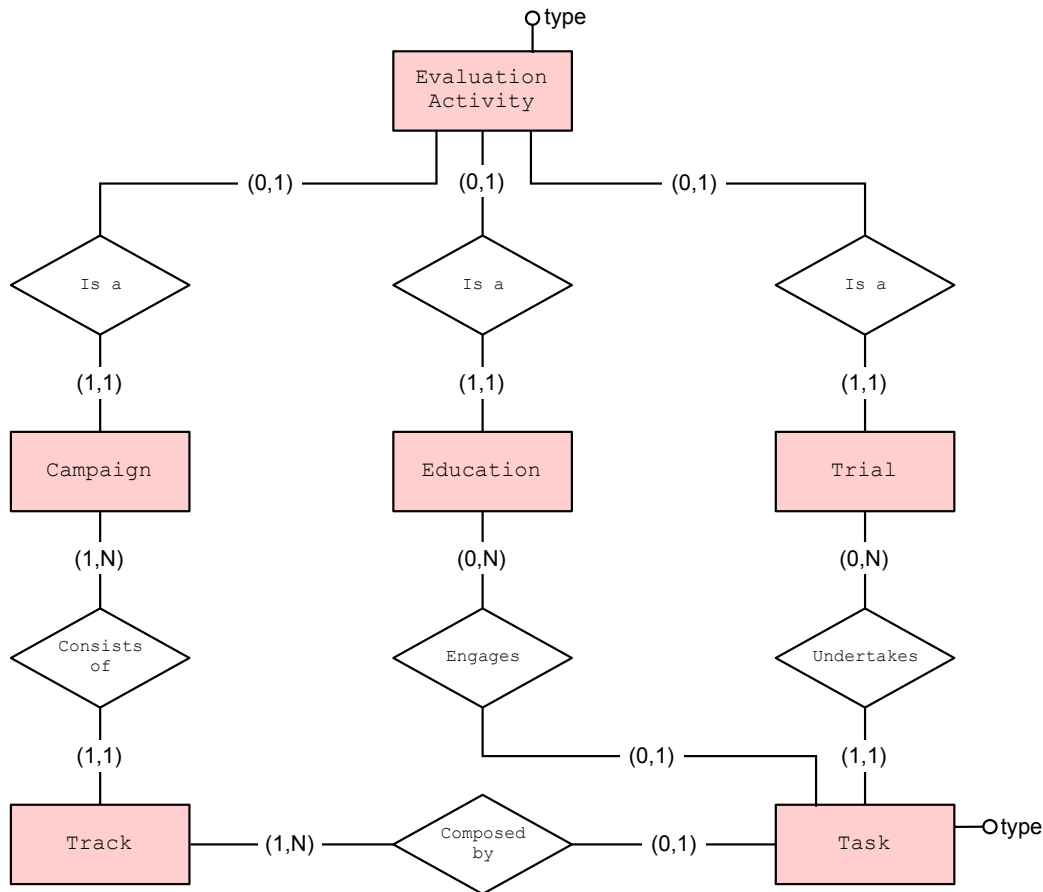 type
Evaluation
Activity
(0,1)
(0,1)
(0,1)
Is a
Is a
Is a
(1,1)
(1,1)
(1,1)
Campaign
Education
Trial
(1,N)
(0,N)
(0,N)
Consists
of
Engages
Undertakes
(1,1)
(0,1)
(1,1)
Track
(1,N)
Composed
by
(0,1)
Task
type